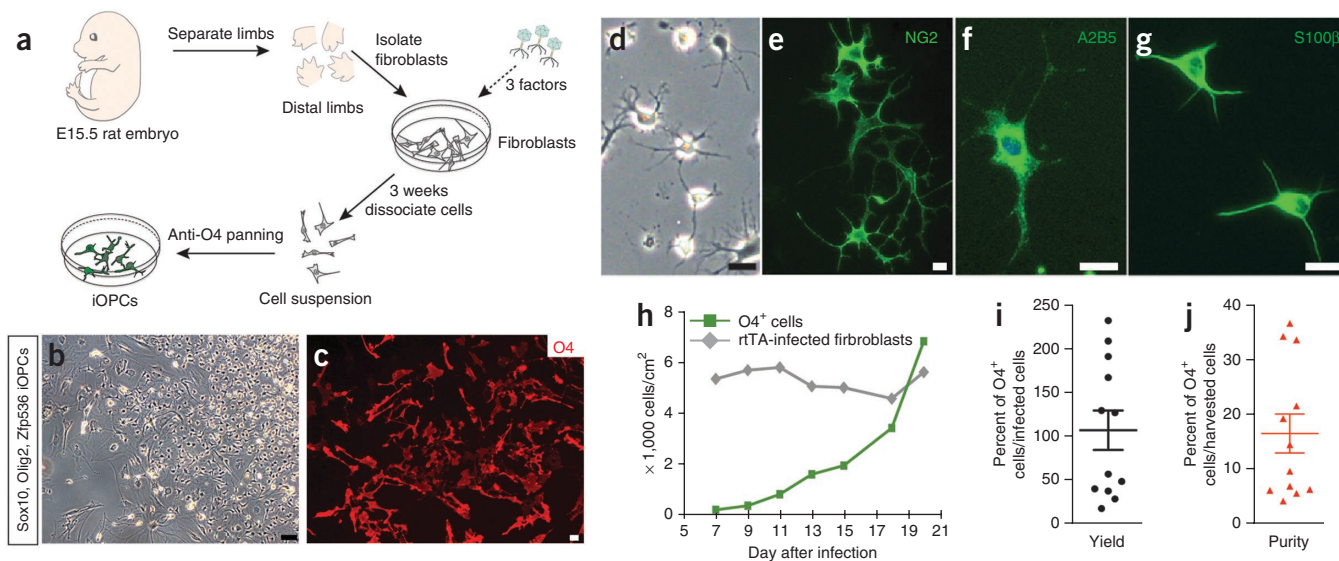 a
Separate limbs
Isolate
fibroblasts
3 factors
Distal limbs
E15.5 rat embryo
Fibroblasts
3 weeks
dissociate cells
Anti-O4 panning
iOPCs
Cell suspension
Sox10, Olig2, Zfp536 iOPCs
b
c
O4
d
e
NG2
f
A2B5
g
S100β
h
O4⁺ cells
rtTA-infected firbroblasts
× 1,000 cells/cm²
8
6
4
2
0
5 7 9 11 13 15 17 19 21
Day after infection
i
Percent of O4⁺
cells/infected cells
250
200
150
100
50
0
Yield
j
Percent of O4⁺
cells/harvested cells
40
30
20
10
0
Purity